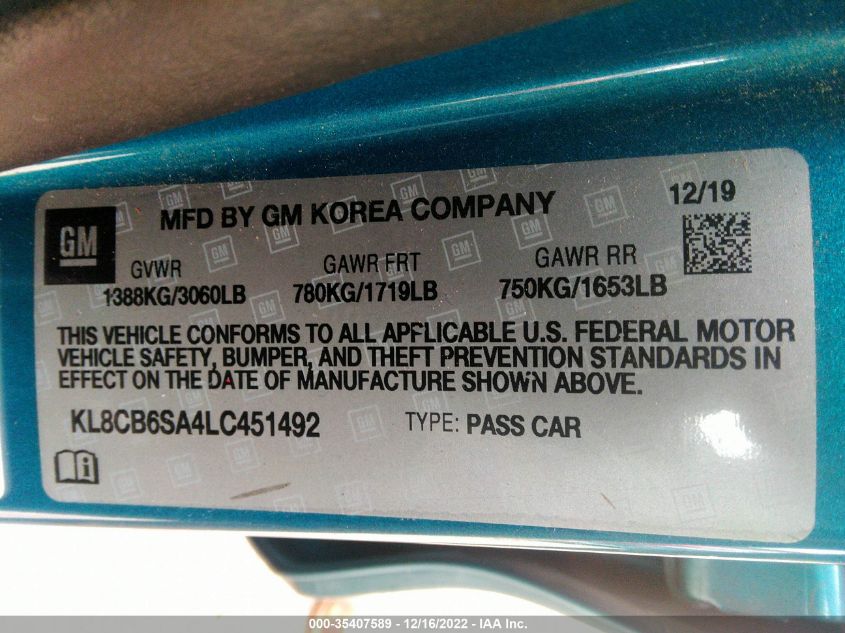 GM
MFD BY GM KOREA COMPANY
12/19
GVWR
GAWR FRT
GAWR RR
1388KG/3060LB
780KG/1719LB
750KG/1653LB
THIS VEHICLE CONFORMS TO ALL APPLICABLE U.S. FEDERAL MOTOR
VEHICLE SAFETY, BUMPER, AND THEFT PREVENTION STANDARDS IN
EFFECT ON THE DATE OF MANUFACTURE SHOWN ABOVE.
KL8CB6SA4LC451492
TYPE: PASS CAR
000-35407589 - 12/16/2022 - IAA Inc.